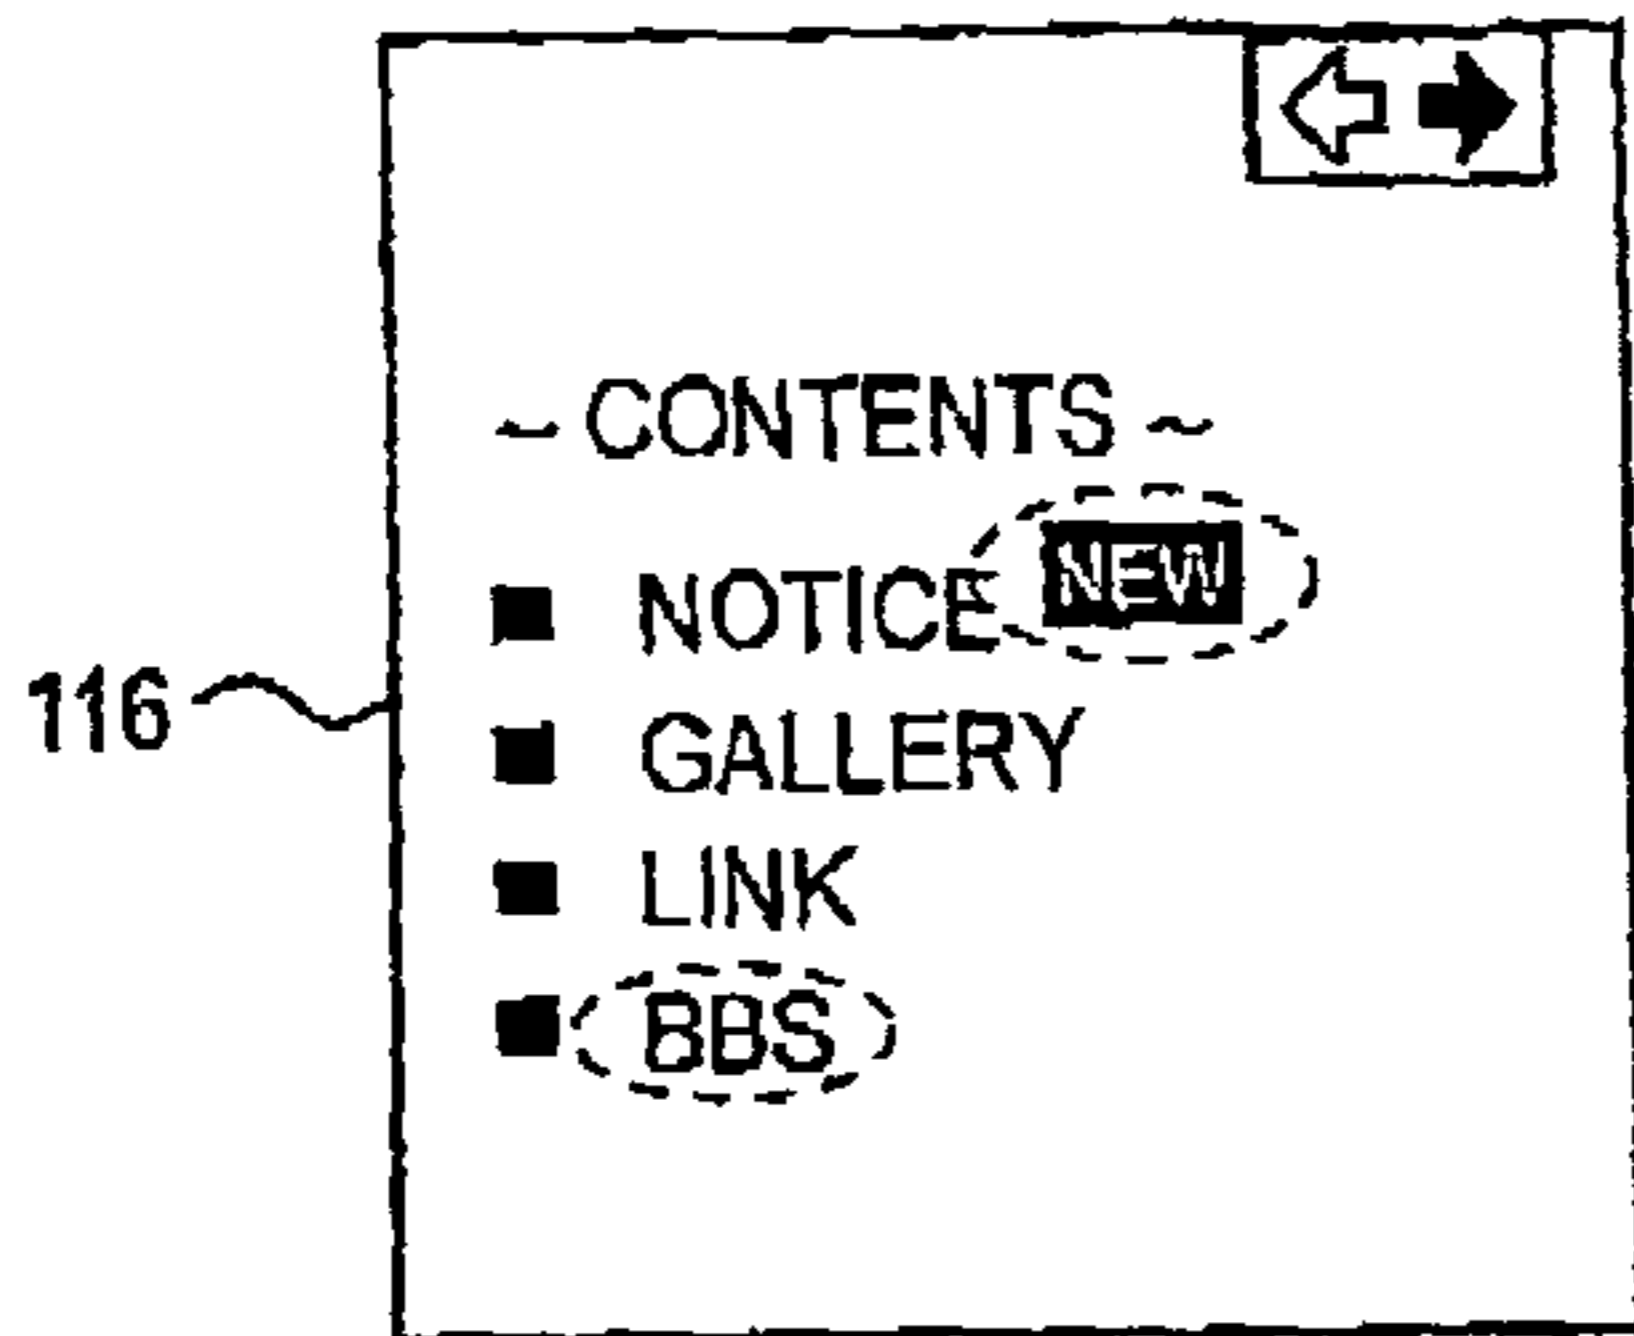 ~ CONTENTS ~
■ NOTICE NEW
■ GALLERY
116
■ LINK
■ BBS